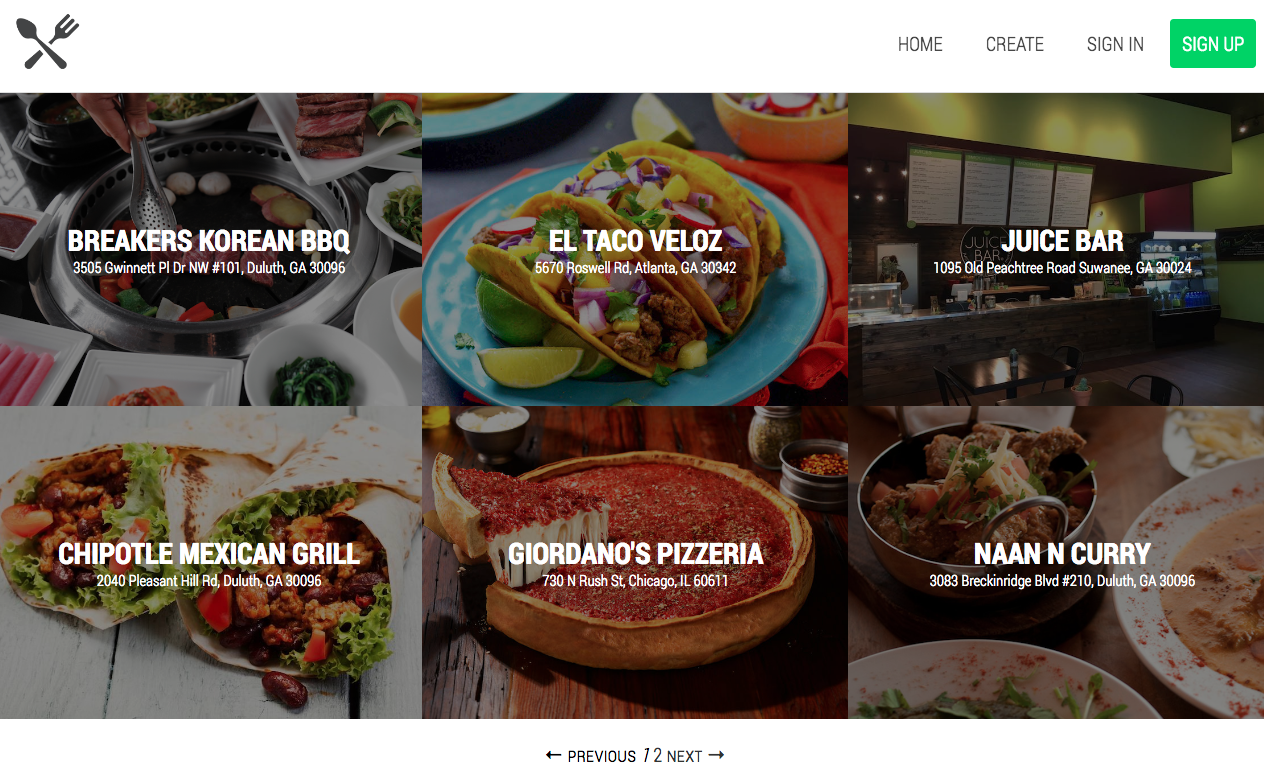 HOME CREATE SIGN IN SIGN UP
BREAKERS KOREAN BBQ
3505 Gwinnett Pl Dr NW #101, Duluth, GA 30096
EL TACO VELOZ
5670 Roswell Rd, Atlanta, GA 30342
JUICE BAR
JUICE BAR
1095 Old Peachtree Road Suwanee, GA 30024
CHIPOTLE MEXICAN GRILL
2040 Pleasant Hill Rd, Duluth, GA 30096
GIORDANO'S PIZZERIA
730 N Rush St, Chicago, IL 60611
NAAN N CURRY
3083 Breckinridge Blvd #210, Duluth, GA 30096
← PREVIOUS 1 2 NEXT →